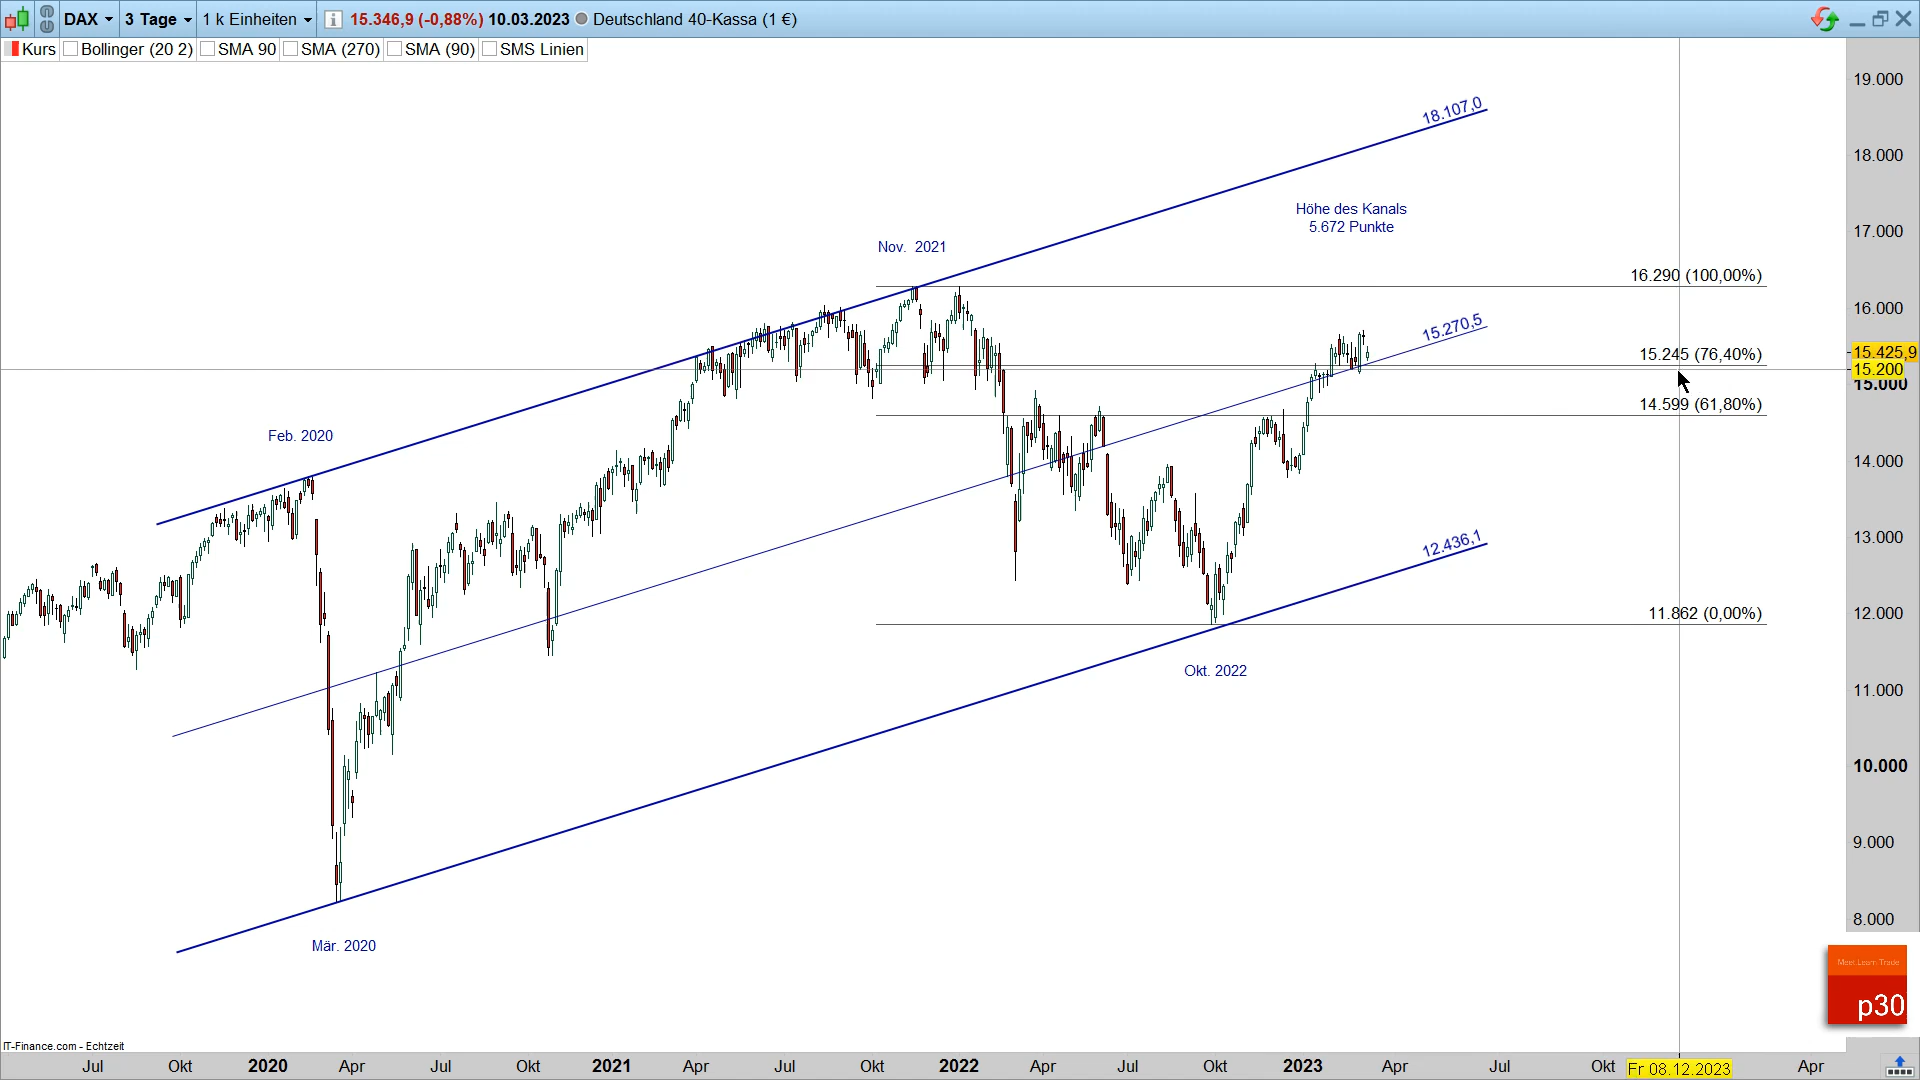 DAX 3 Tage 1 k Einheiten 15.346,9 (-0,88%) 10.03.2023 Deutschland 40-Kassa (1 €)
Kurs Bollinger (20 2) SMA 90 SMA (270) SMA (90) SMS Linien
19.000
18.107,0
18.000
Höhe des Kanals
5.672 Punkte
17.000
Nov. 2021
16.290 (100,00%)
16.000
15.270,5
15.245 (76,40%)
15.425,9
15.200
15.000
14.599 (61,80%)
Feb. 2020
14.000
13.000
12.436,1
12.000
11.862 (0,00%)
Okt. 2022
11.000
10.000
9.000
8.000
Mär. 2020
Meet Learn Trade
p30
IT-Finance.com - Echtzeit
Jul Okt 2020 Apr Jul Okt 2021 Apr Jul Okt 2022 Apr Jul Okt 2023 Apr Jul Okt Fr 08.12.2023 Apr